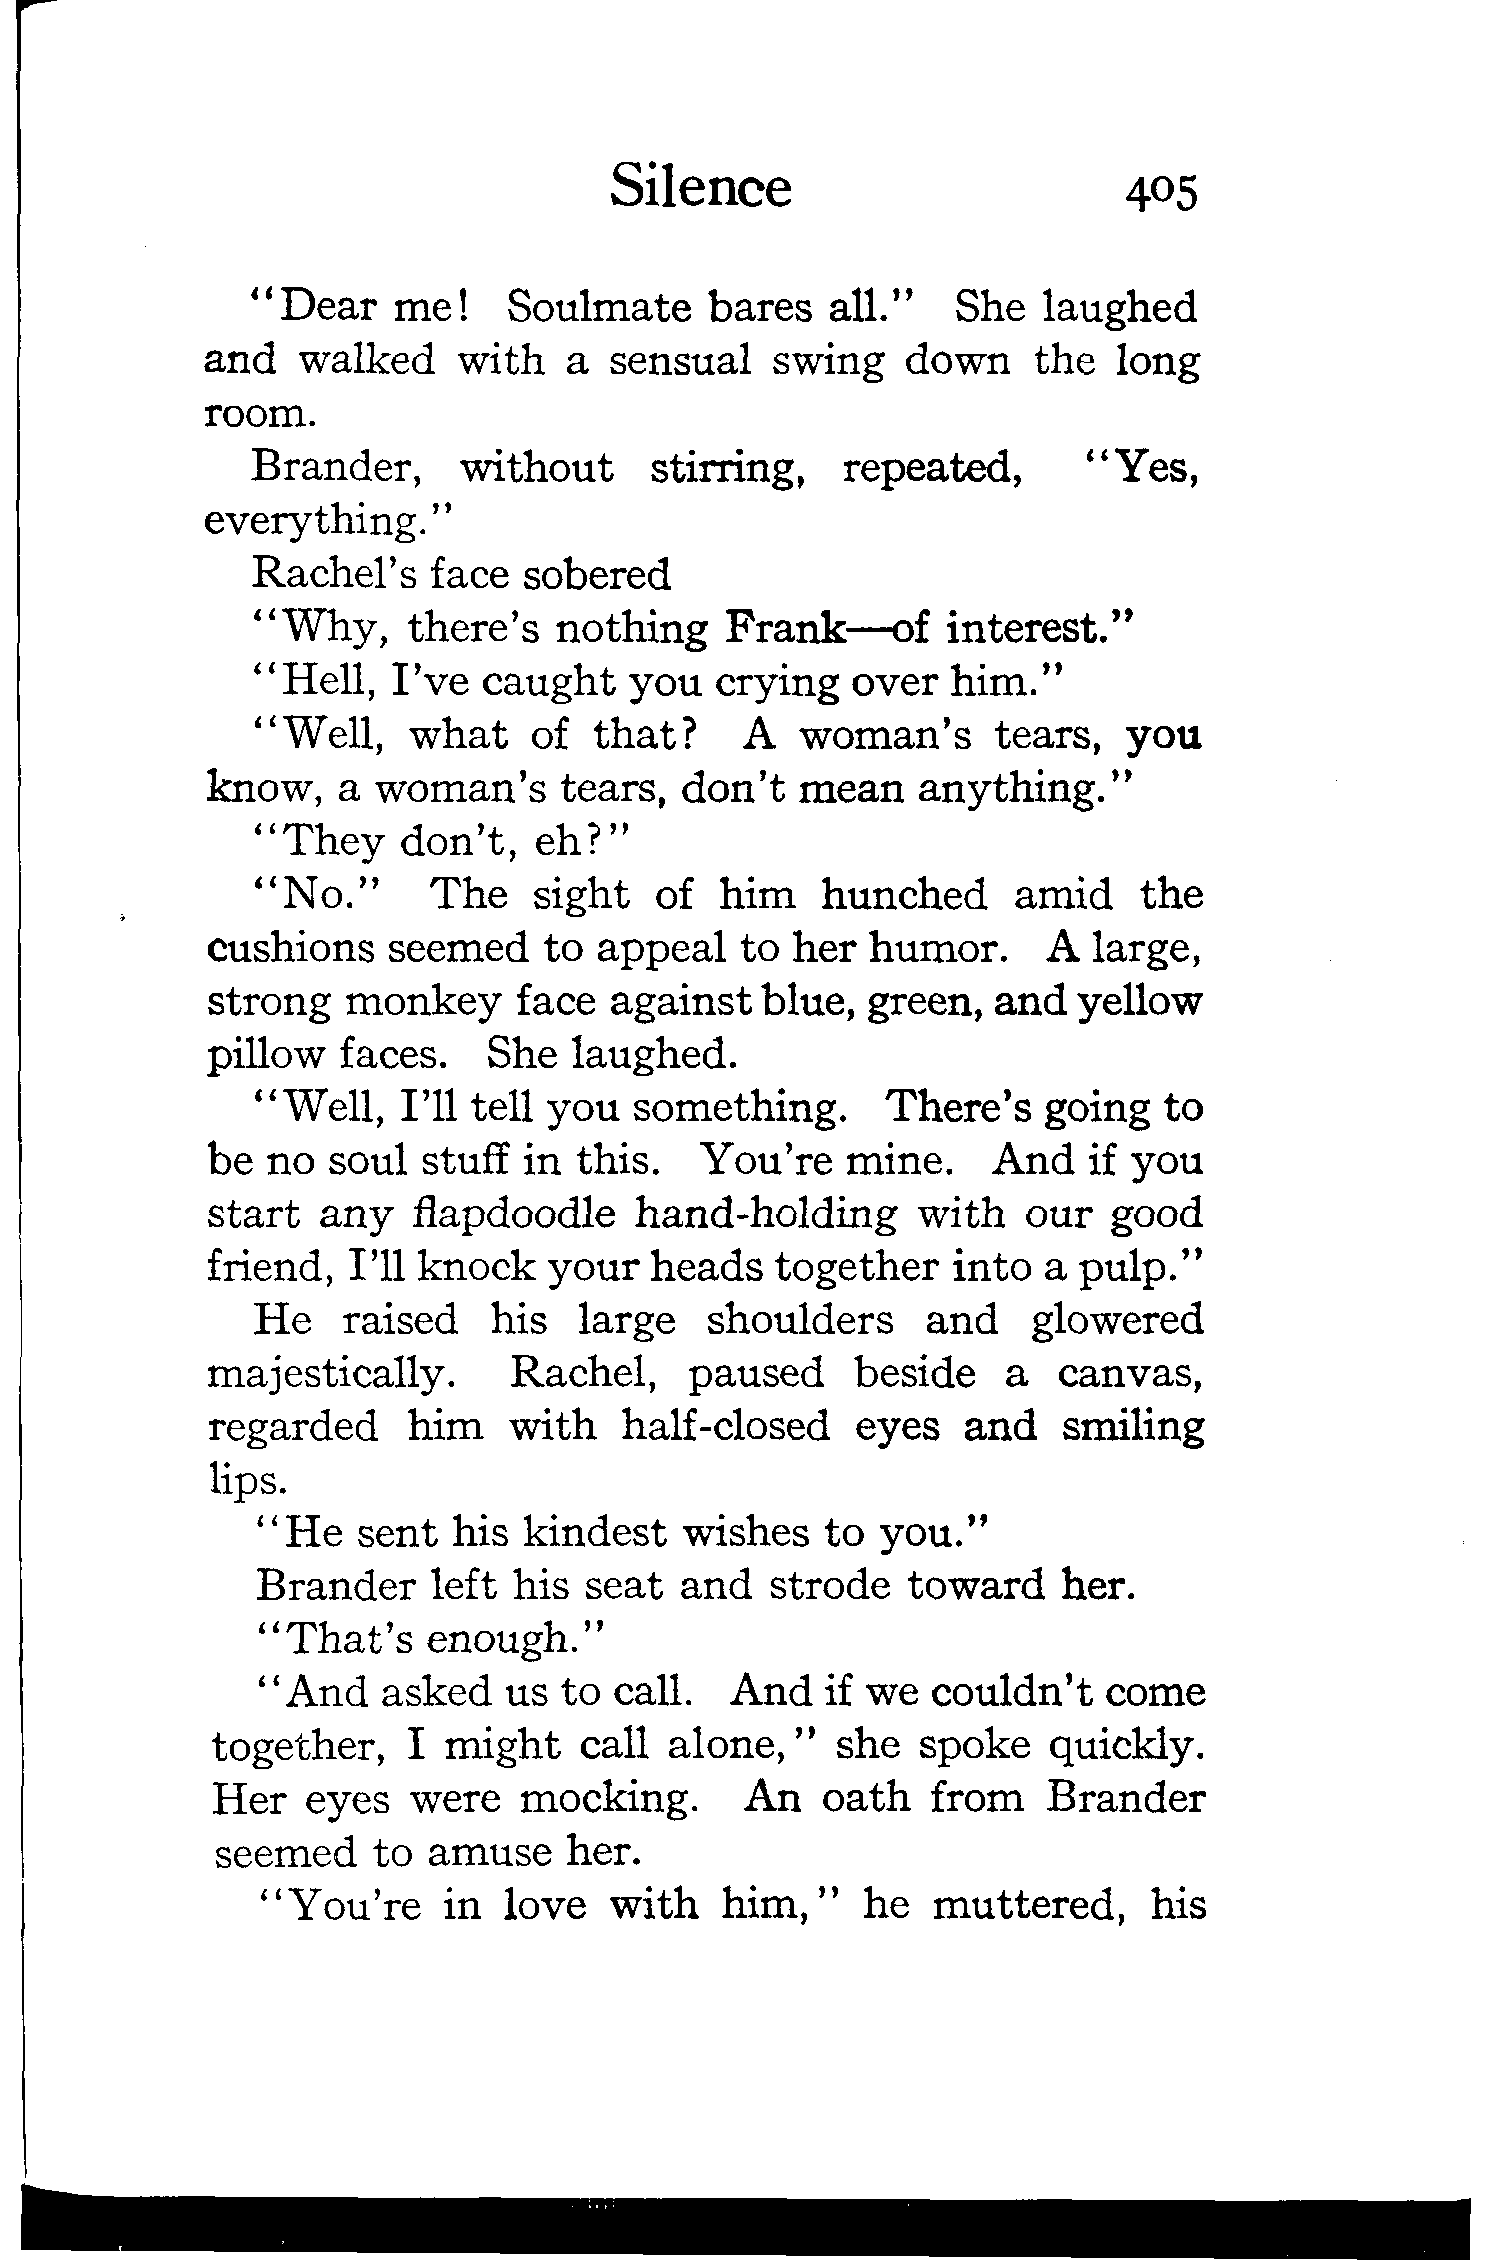 Silence 405
"Dear me! Soulmate bares all." She laughed
and walked with a sensual swing down the long
room.
Brander, without stirring, repeated, "Yes,
everything."
Rachel's face sobered
"Why, there's nothing Frank—of interest."
"Hell, I've caught you crying over him."
"Well, what of that? A woman's tears, you
know, a woman's tears, don't mean anything."
"They don't, eh?"
"No." The sight of him hunched amid the
cushions seemed to appeal to her humor. A large,
strong monkey face against blue, green, and yellow
pillow faces. She laughed.
"Well, I'll tell you something. There's going to
be no soul stuff in this. You're mine. And if you
start any flapdoodle hand-holding with our good
friend, I'll knock your heads together into a pulp."
He raised his large shoulders and glowered
majestically. Rachel, paused beside a canvas,
regarded him with half-closed eyes and smiling
lips.
"He sent his kindest wishes to you."
Brander left his seat and strode toward her.
"That's enough."
"And asked us to call. And if we couldn't come
together, I might call alone," she spoke quickly.
Her eyes were mocking. An oath from Brander
seemed to amuse her.
"You're in love with him," he muttered, his